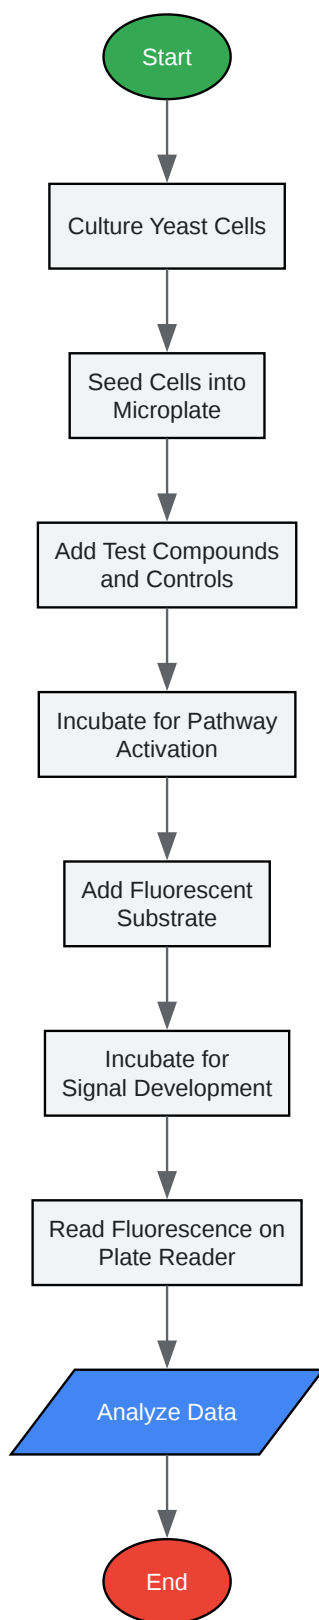 Start
Culture Yeast Cells
Seed Cells into
Microplate
Add Test Compounds
and Controls
Incubate for Pathway
Activation
Add Fluorescent
Substrate
Incubate for
Signal Development
Read Fluorescence on
Plate Reader
Analyze Data
End